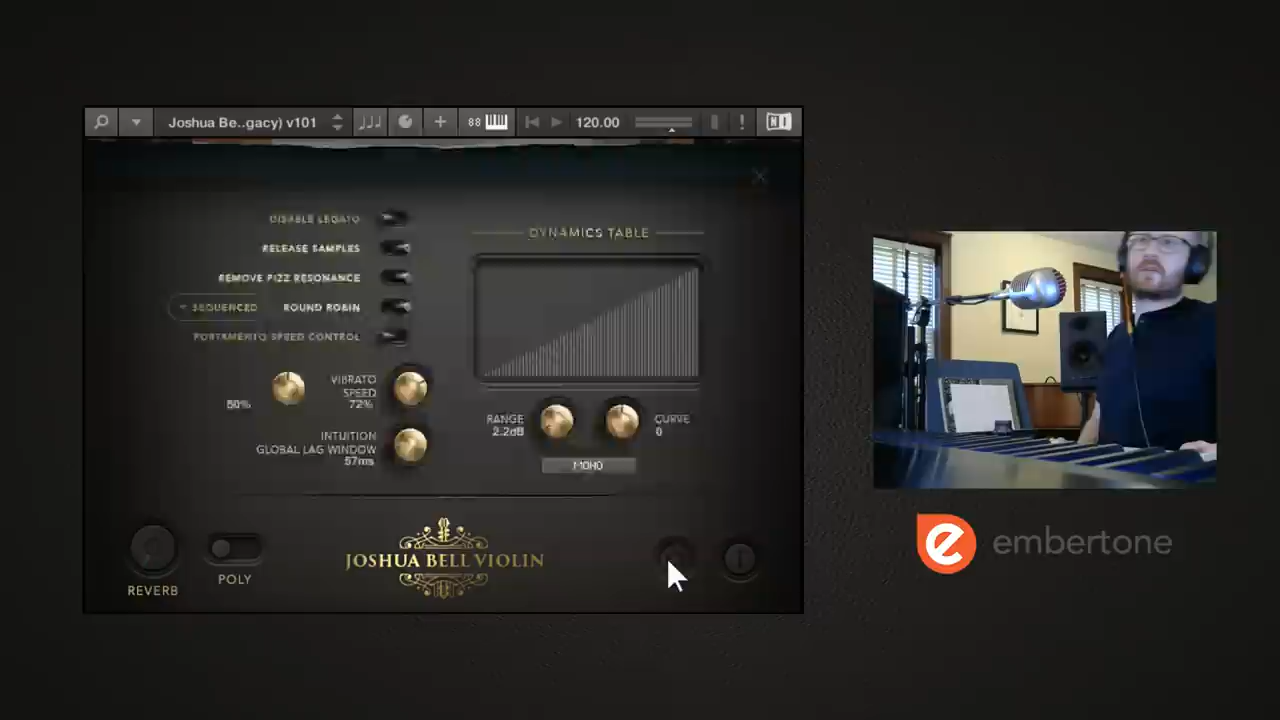 Joshua Be..gacy) v101
88
120.00
!
DISABLE LEGATO
RELEASE SAMPLES
REMOVE PIZZ RESONANCE
SEQUENCED ROUND ROBIN
PORTAMENTO SPEED CONTROL
50%
VIBRATO
SPEED
72%
INTUITION
GLOBAL LAG WINDOW
57ms
DYNAMICS TABLE
RANGE
2.2dB
CURVE
0
MONO
REVERB
POLY
JOSHUA BELL VIOLIN
embertone